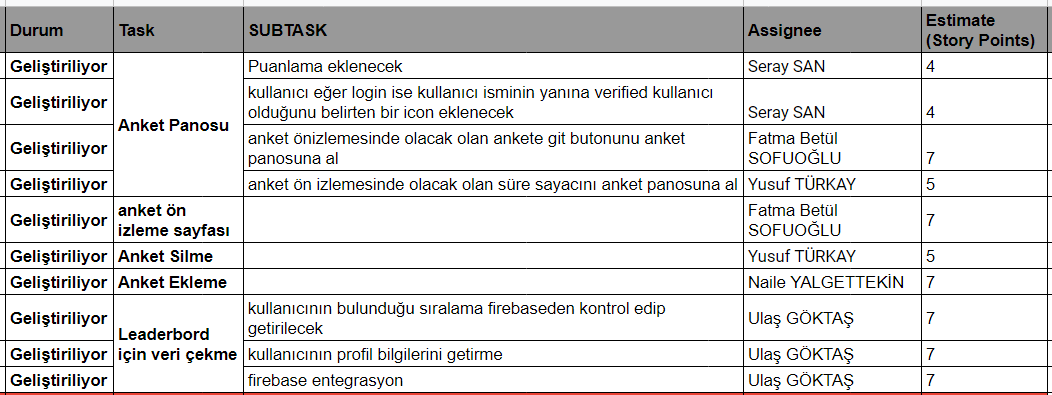 Durum Task SUBTASK Assignee Estimate
(Story Points)
Geliştiriliyor Anket Panosu Puanlama eklenecek Seray SAN 4
Geliştiriliyor kullanıcı eğer login ise kullanıcı isminin yanına verified kullanıcı
olduğunu belirten bir icon eklenecek Seray SAN 4
Geliştiriliyor anket önizlemesinde olacak olan ankete git butonunu anket
panosuna al Fatma Betül
SOFUOĞLU 7
Geliştiriliyor anket ön izlemesinde olacak olan süre sayacını anket panosuna al Yusuf TÜRKAY 5
Geliştiriliyor anket ön
izleme sayfası Fatma Betül
SOFUOĞLU 7
Geliştiriliyor Anket Silme Yusuf TÜRKAY 5
Geliştiriliyor Anket Ekleme Naile YALGETTEKİN 7
Geliştiriliyor Leaderbord
için veri çekme kullanıcının bulunduğu sıralama firebaseden kontrol edip
getirilecek Ulaş GÖKTAŞ 7
Geliştiriliyor kullanıcının profil bilgilerini getirme Ulaş GÖKTAŞ 7
Geliştiriliyor firebase entegrasyon Ulaş GÖKTAŞ 7